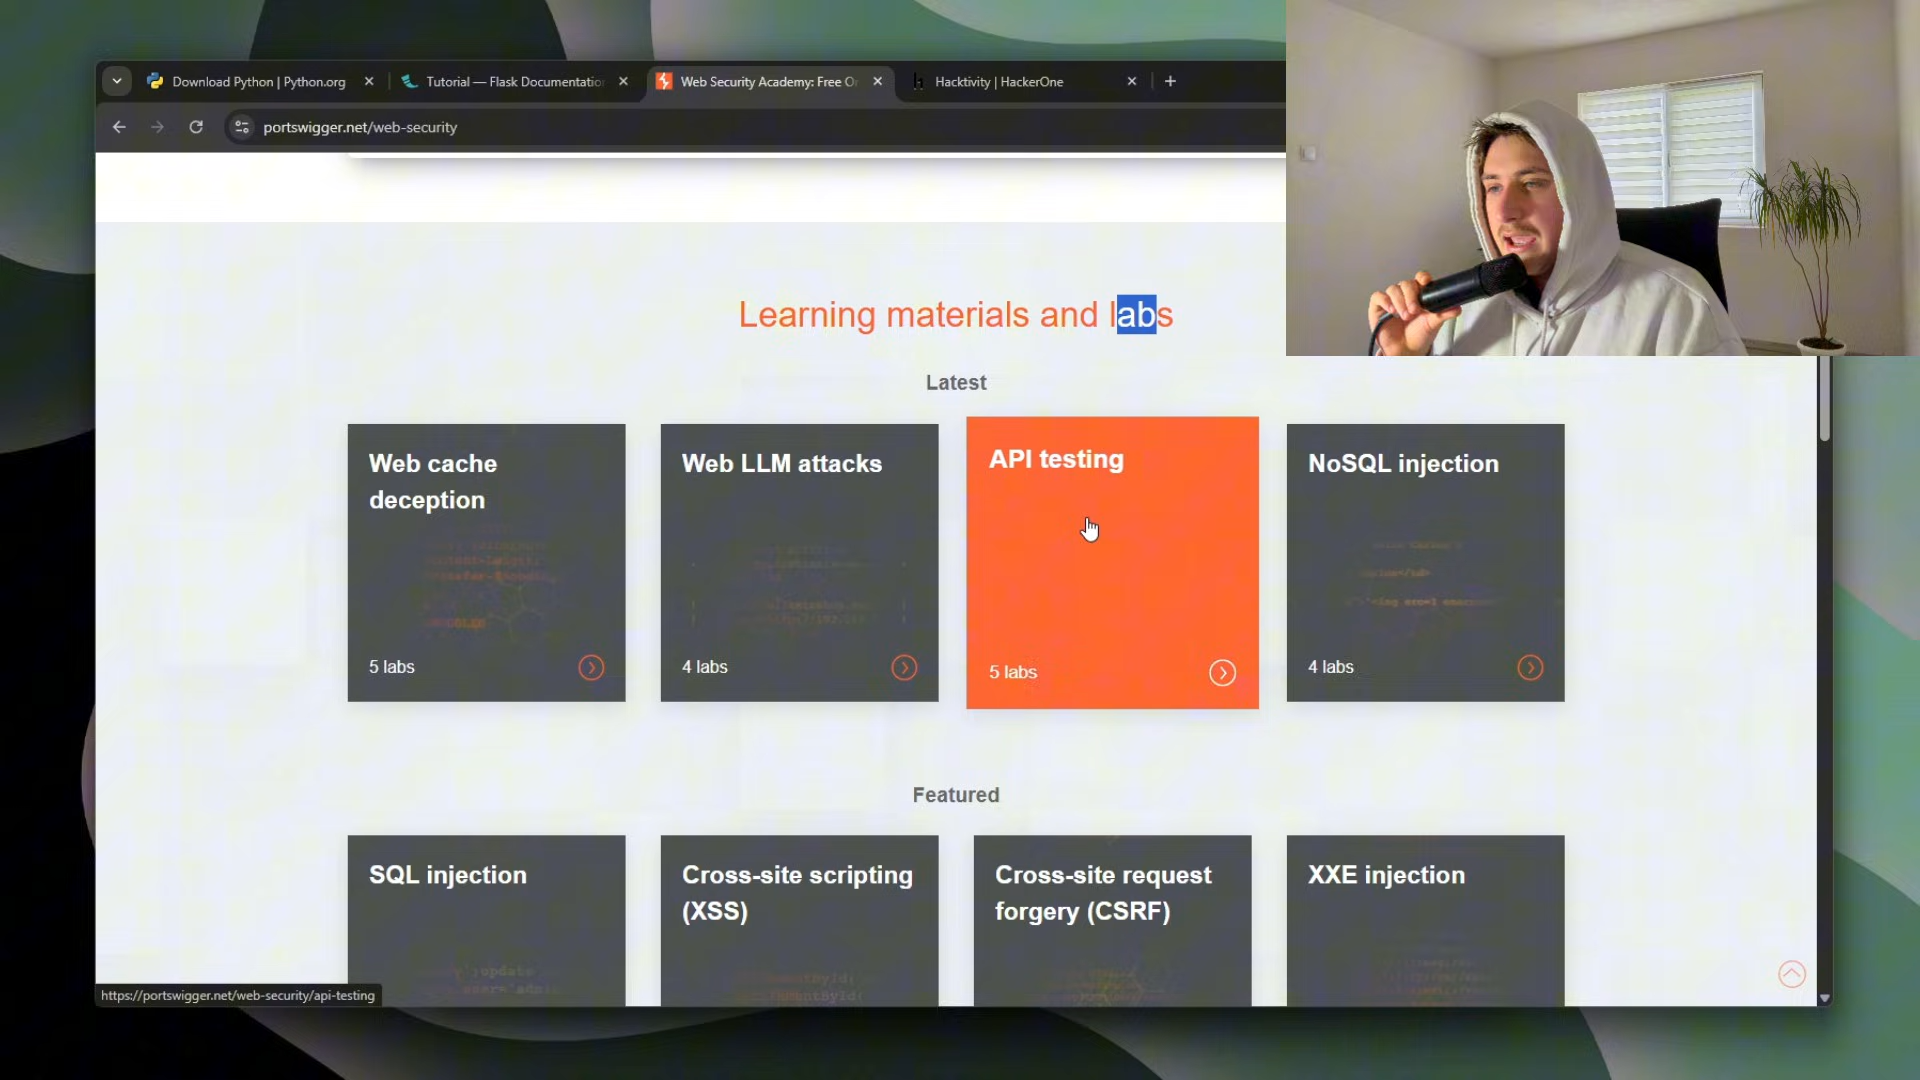 Download Python | Python.org
Tutorial — Flask Documentatio
Web Security Academy: Free O
Hacktivity | HackerOne
portswigger.net/web-security
Learning materials and labs
Latest
Web cache
deception
5 labs
Web LLM attacks
4 labs
API testing
5 labs
NoSQL injection
4 labs
Featured
SQL injection
Cross-site scripting
(XSS)
Cross-site request
forgery (CSRF)
XXE injection
https://portswigger.net/web-security/api-testing